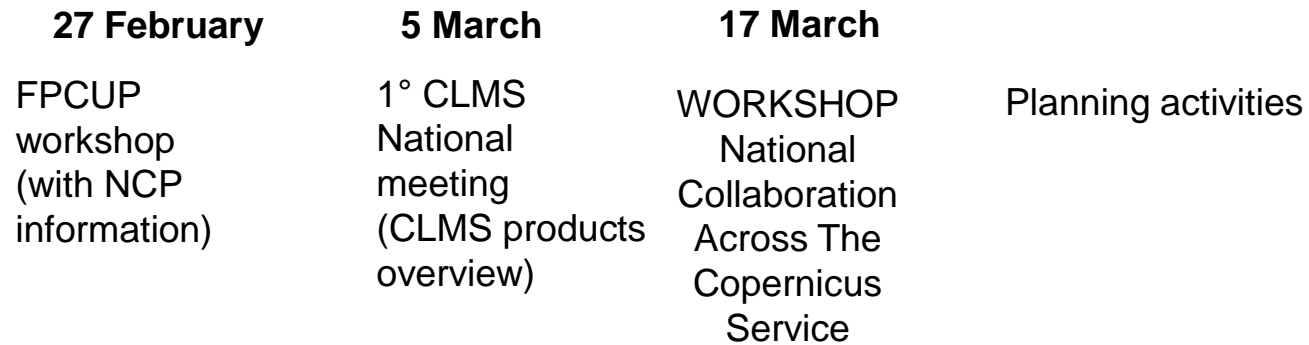 27 February
FPCUP
workshop
(with NCP
information)
5 March
1° CLMS
National
meeting
(CLMS products
overview)
17 March
WORKSHOP
National
Collaboration
Across The
Copernicus
Service
Planning activities